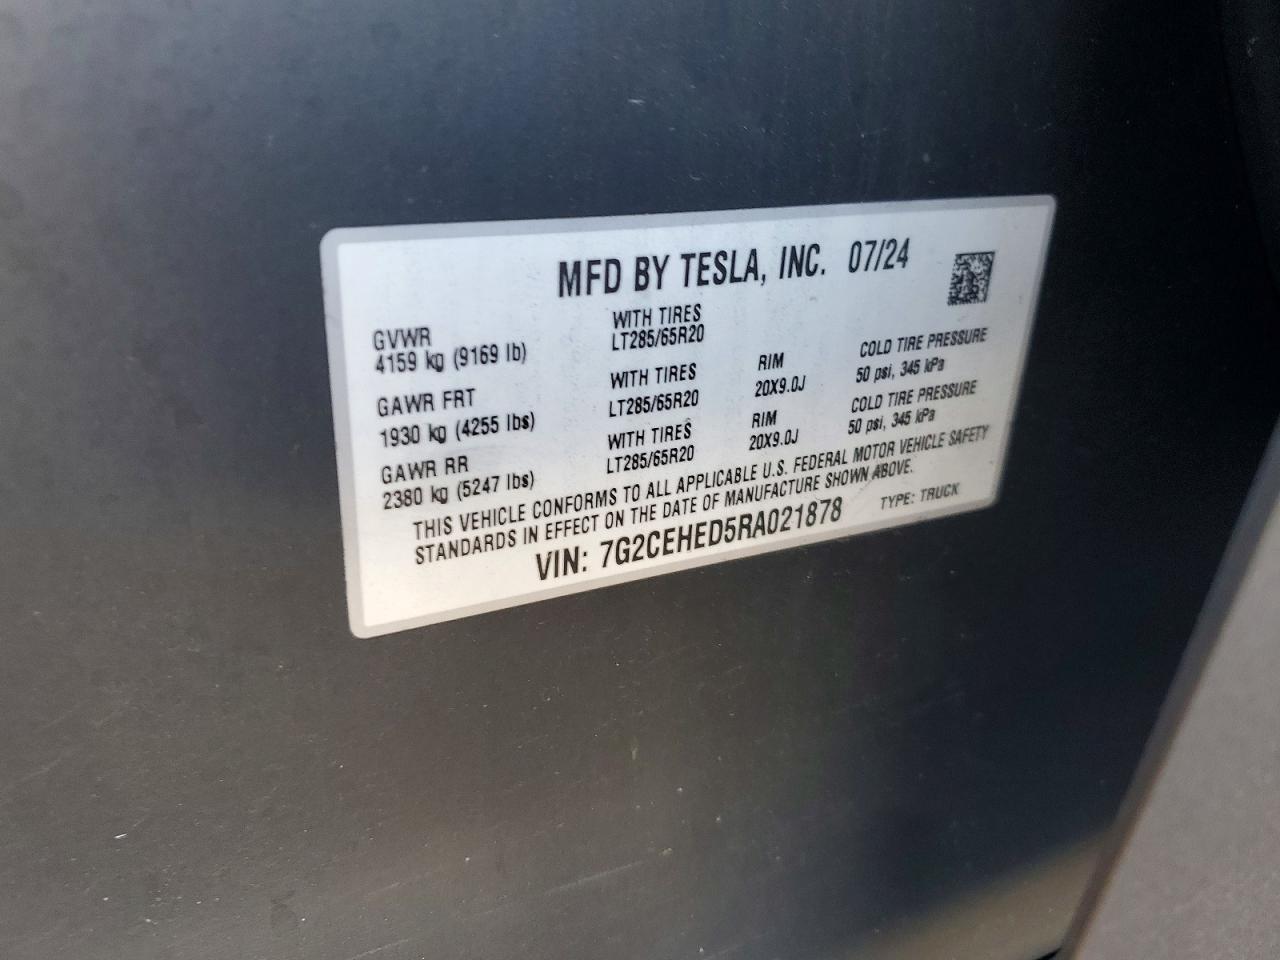 MFD BY TESLA, INC. 07/24
GVWR
4159 kg (9169 lb)
WITH TIRES
LT285/65R20
GAWR FRT
1930 kg (4255 lbs)
WITH TIRES
LT285/65R20
RIM
20X9.0J
COLD TIRE PRESSURE
50 psi, 345 kPa
GAWR RR
2380 kg (5247 lbs)
WITH TIRES
LT285/65R20
RIM
20X9.0J
COLD TIRE PRESSURE
50 psi, 345 kPa
THIS VEHICLE CONFORMS TO ALL APPLICABLE U.S. FEDERAL MOTOR VEHICLE SAFETY
STANDARDS IN EFFECT ON THE DATE OF MANUFACTURE SHOWN ABOVE.
VIN: 7G2CEHED5RA021878
TYPE: TRUCK